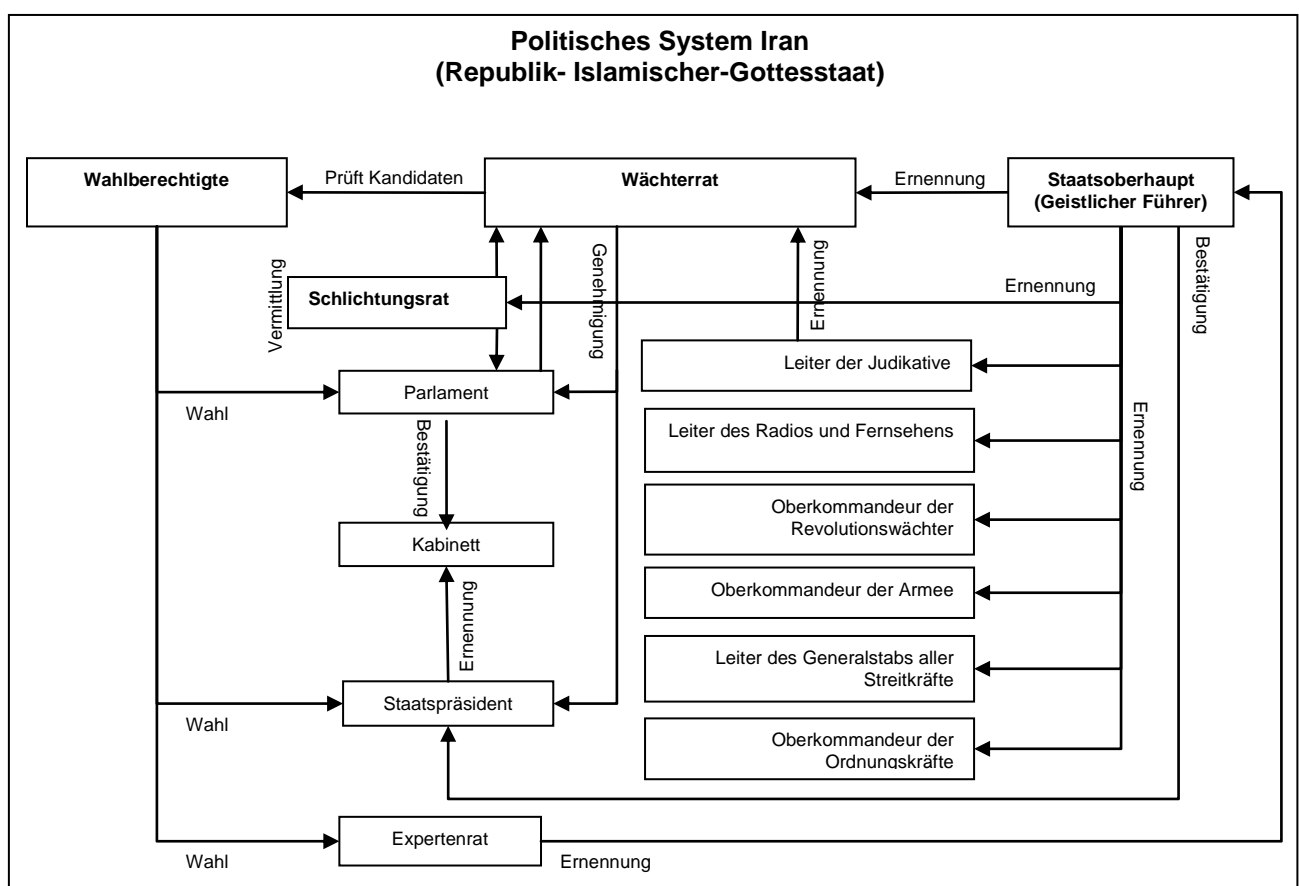 Politisches System Iran
(Republik- Islamischer-Gottesstaat)
Wahlberechtigte
Prüft Kandidaten
Wächterrat
Ernennung
Staatsoberhaupt
(Geistlicher Führer)
Vermittlung
Schlichtungsrat
Genehmigung
Ernennung
Ernennung
Bestätigung
Leiter der Judikative
Wahl
Parlament
Leiter des Radios und Fernsehens
Ernennung
Bestätigung
Oberkommandeur der
Revolutionswächter
Kabinett
Oberkommandeur der Armee
Ernennung
Leiter des Generalstabs aller
Streitkräfte
Wahl
Staatspräsident
Oberkommandeur der
Ordnungskräfte
Wahl
Expertenrat
Ernennung